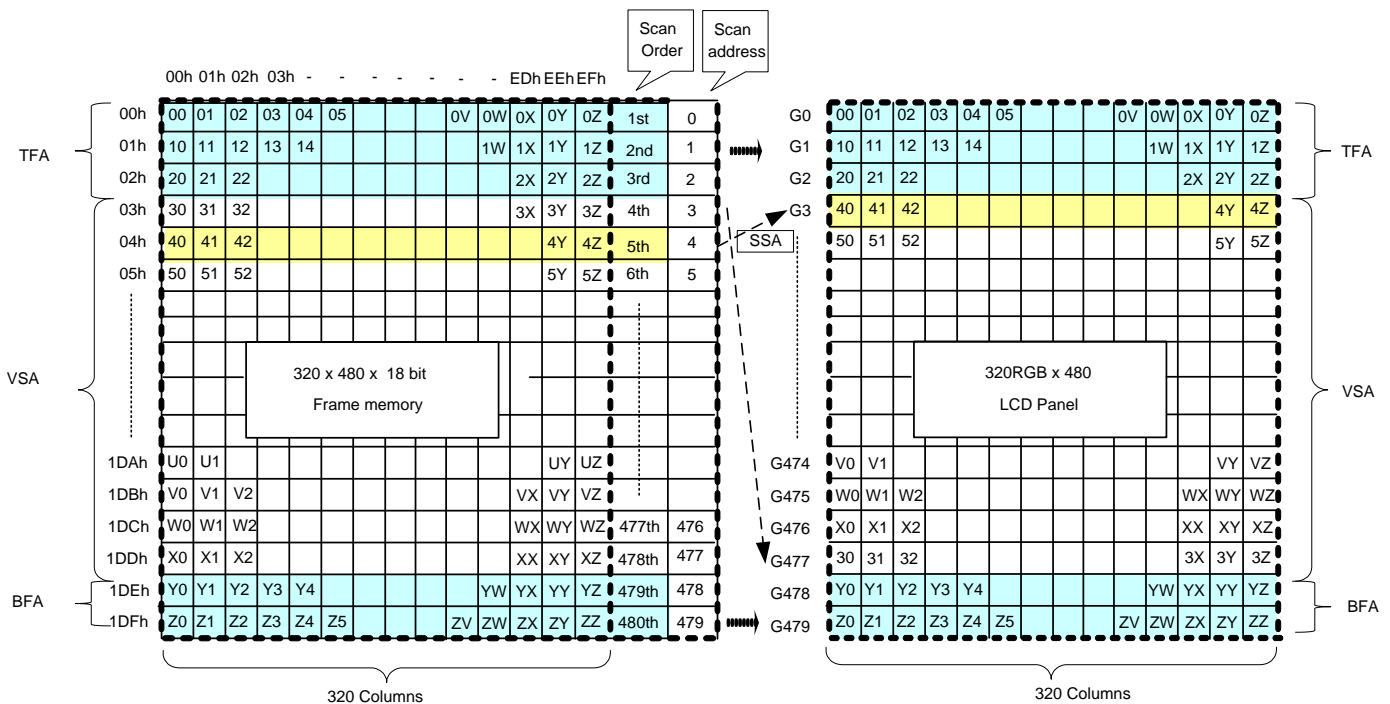 Scan Order
Scan address
00h 01h 02h 03h - - - - - - - EDh EEh EFh
TFA
00h 00 01 02 03 04 05 0V 0W 0X 0Y 0Z 1st 0
01h 10 11 12 13 14 1W 1X 1Y 1Z 2nd 1
02h 20 21 22 2X 2Y 2Z 3rd 2
VSA
03h 30 31 32 3X 3Y 3Z 4th 3
04h 40 41 42 4Y 4Z 5th 4
05h 50 51 52 5Y 5Z 6th 5
320 x 480 x 18 bit
Frame memory
1DAh U0 U1 UY UZ
1DBh V0 V1 V2 VX VY VZ
1DCh W0 W1 W2 WX WY WZ 477th 476
1DDh X0 X1 X2 XX XY XZ 478th 477
BFA
1DEh Y0 Y1 Y2 Y3 Y4 YW YX YY YZ 479th 478
1DFh Z0 Z1 Z2 Z3 Z4 Z5 ZV ZW ZX ZY ZZ 480th 479
320 Columns
SSA
G0 00 01 02 03 04 05 0V 0W 0X 0Y 0Z
G1 10 11 12 13 14 1W 1X 1Y 1Z
G2 20 21 22 2X 2Y 2Z
TFA
G3 40 41 42 4Y 4Z
50 51 52 5Y 5Z
320RGB x 480
LCD Panel
VSA
G474 V0 V1 VY VZ
G475 W0 W1 W2 WX WY WZ
G476 X0 X1 X2 XX XY XZ
G477 30 31 32 3X 3Y 3Z
G478 Y0 Y1 Y2 Y3 Y4 YW YX YY YZ
G479 Z0 Z1 Z2 Z3 Z4 Z5 ZV ZW ZX ZY ZZ
BFA
320 Columns